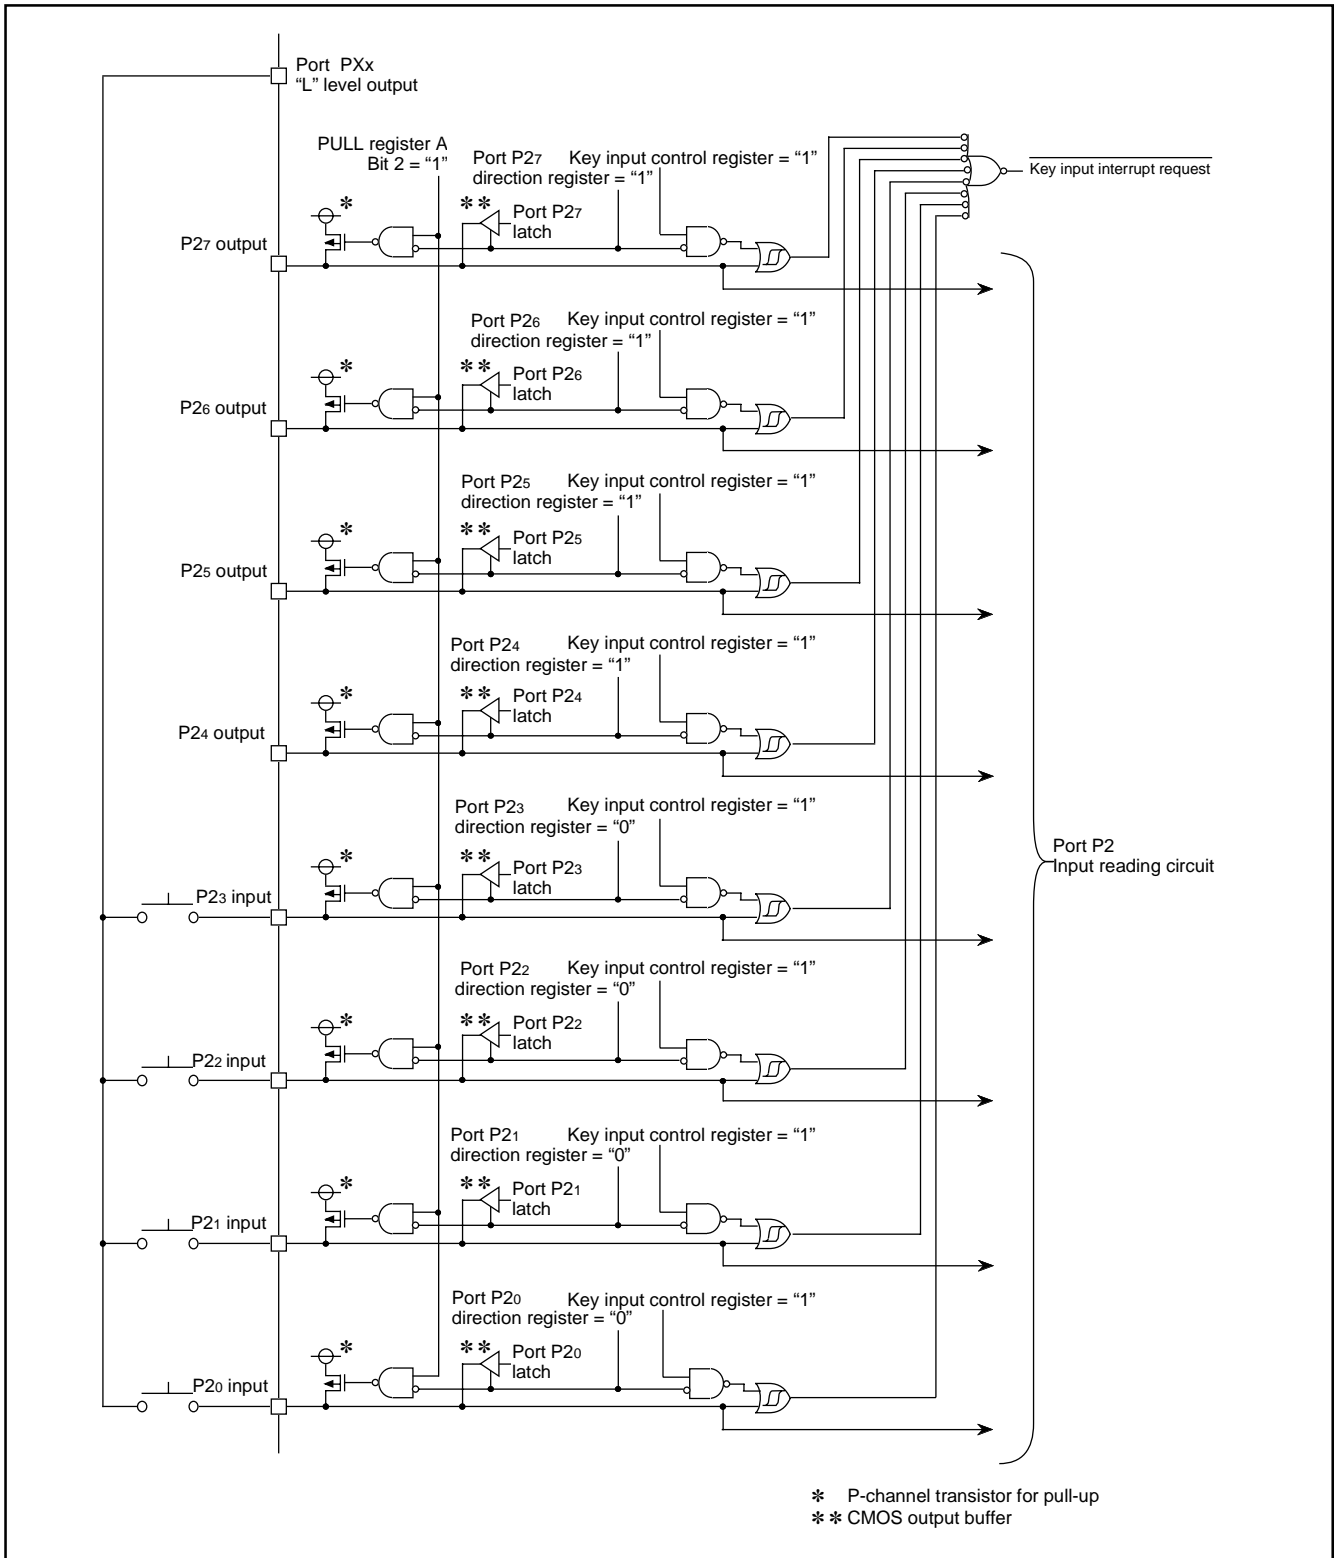 Port PXx
“L” level output
PULL register A
Bit 2 = “1”
Port P27 Key input control register = “1”
direction register = “1”
Key input interrupt request
*
**
Port P27
latch
P27 output
Port P26 Key input control register = “1”
direction register = “1”
*
**
Port P26
latch
P26 output
Port P25 Key input control register = “1”
direction register = “1”
*
**
Port P25
latch
P25 output
Port P24 Key input control register = “1”
direction register = “1”
*
**
Port P24
latch
P24 output
Port P23 Key input control register = “1”
direction register = “0”
Port P2
Input reading circuit
*
**
Port P23
latch
P23 input
Port P22 Key input control register = “1”
direction register = “0”
*
**
Port P22
latch
P22 input
Port P21 Key input control register = “1”
direction register = “0”
*
**
Port P21
latch
P21 input
Port P20 Key input control register = “1”
direction register = “0”
*
**
Port P20
latch
P20 input
* P-channel transistor for pull-up
** CMOS output buffer